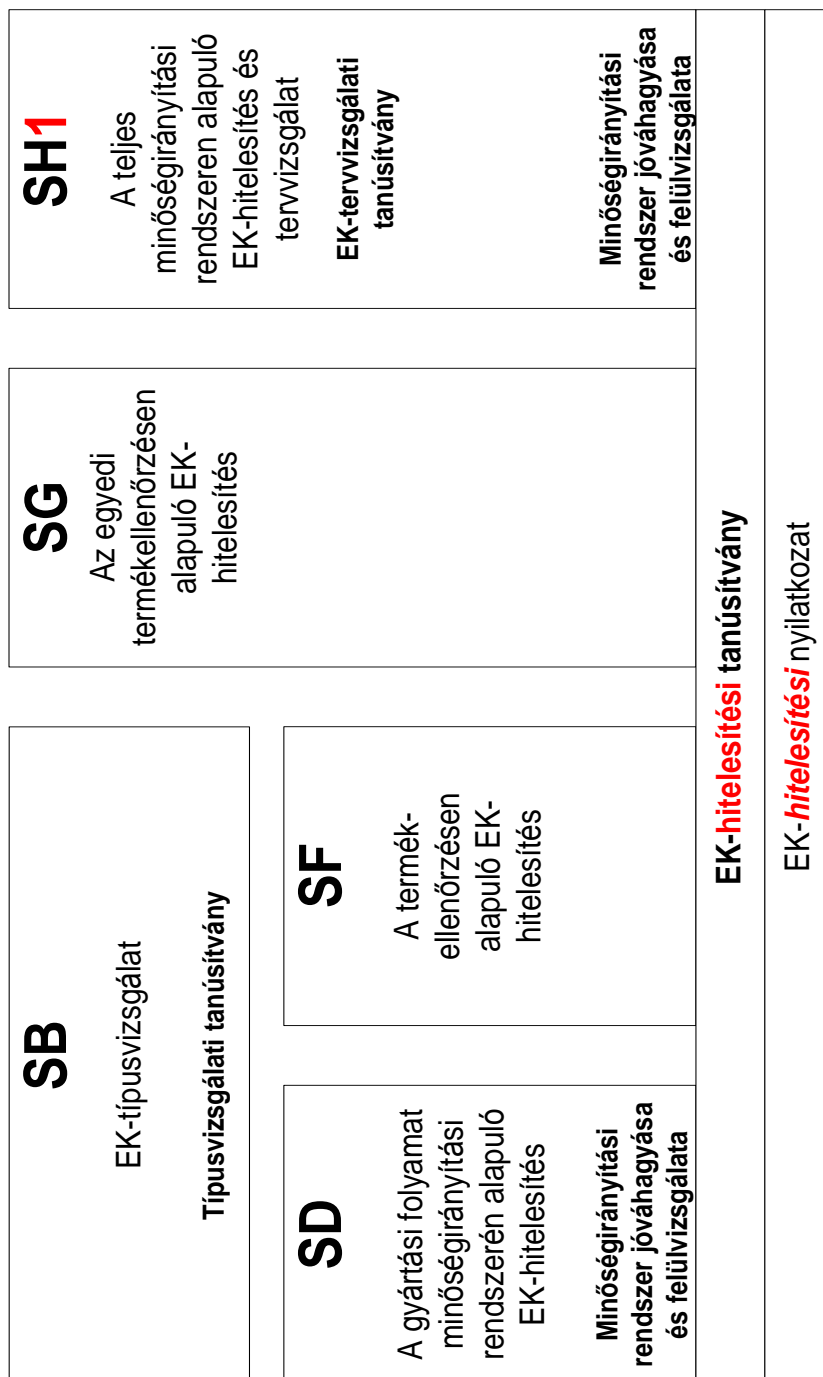 SB
EK-típusvizsgálat
Típusvizsgálati tanúsítvány
SD
A gyártási folyamat
minőségirányítási
rendszerén alapuló
EK-hitelesítés
Minőségirányítási
rendszer jóváhagyása
és felülvizsgálata
SF
A termék-
ellenőrzésen
alapuló EK-
hitelesítés
SG
Az egyedi
termékellenőrzésen
alapuló EK-
hitelesítés
SH1
A teljes
minőségirányítási
rendszeren alapuló
EK-hitelesítés és
tervvizsgálat
EK-tervvizsgálati
tanúsítvány
Minőségirányítási
rendszer jóváhagyása
és felülvizsgálata
EK-hitelesítési tanúsítvány
EK-hitelesítési nyilatkozat